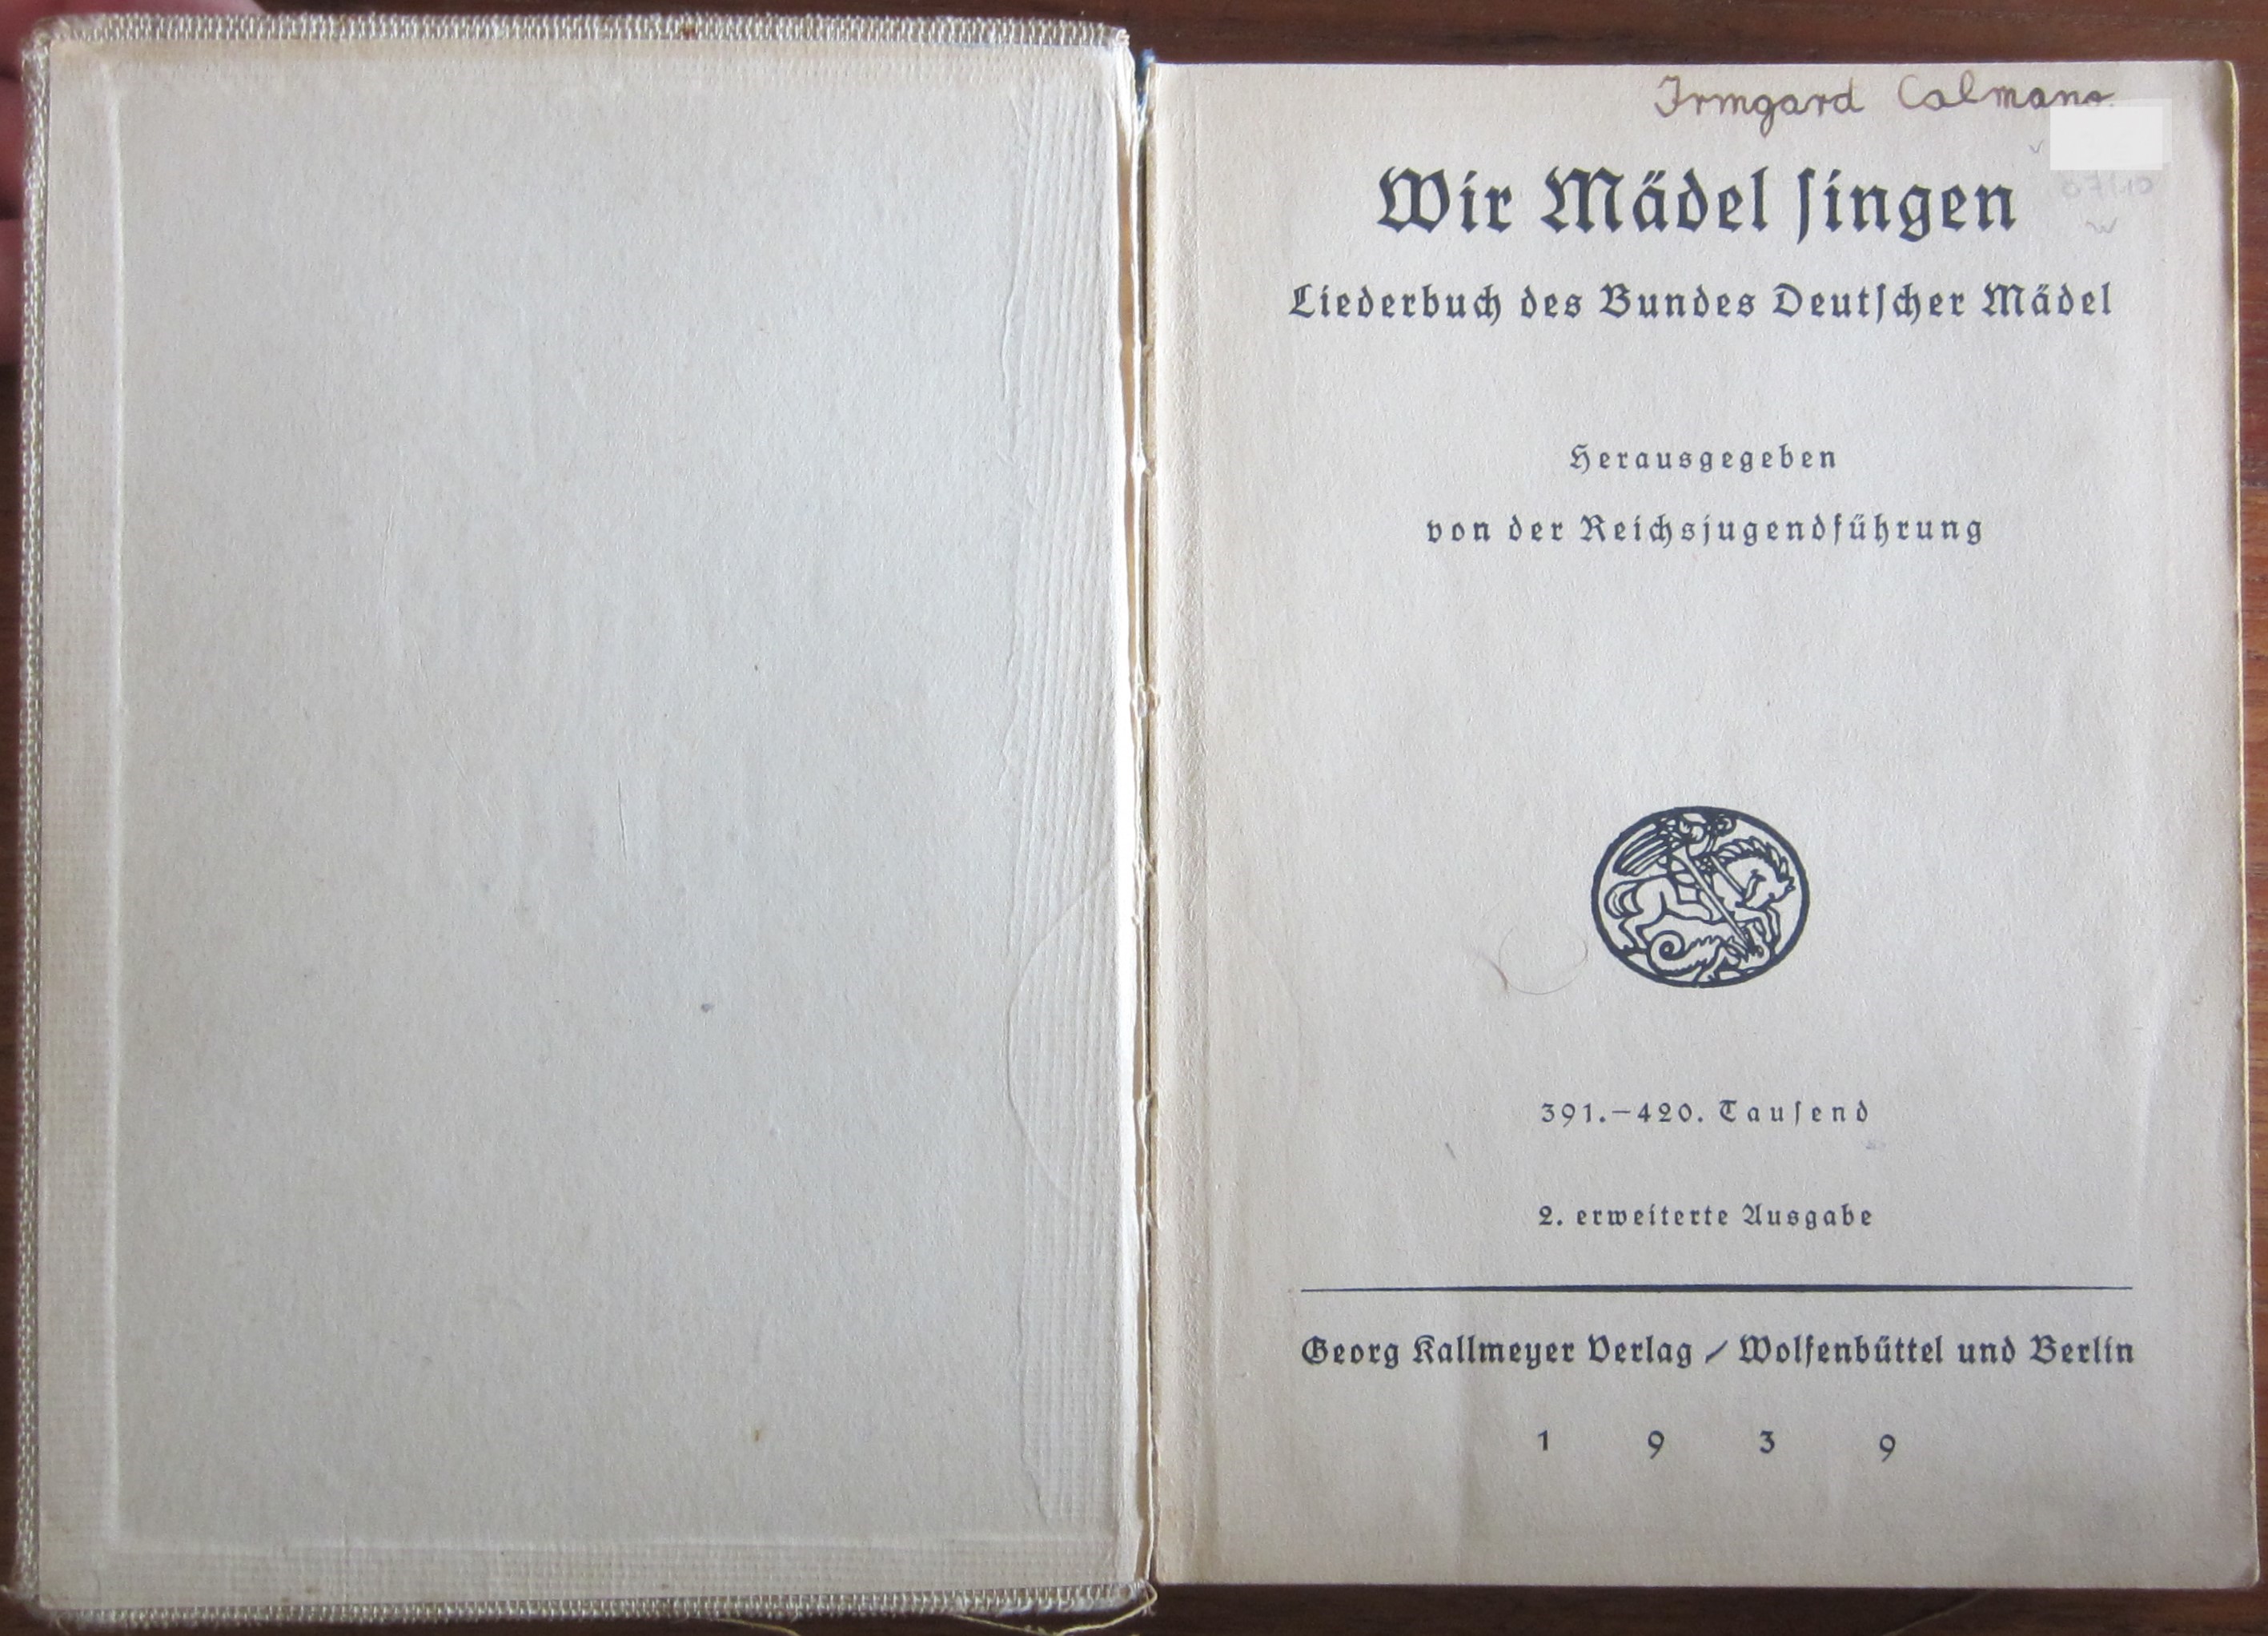 Irmgard Calmano
Wir Mädel ſingen
Liederbuch des Bundes Deutſcher Mädel
Herausgegeben
von der Reichsjugendführung
391.—420. Tauſend
2. erweiterte Ausgabe
Georg Kallmeyer Verlag / Wolfenbüttel und Berlin
1 9 3 9